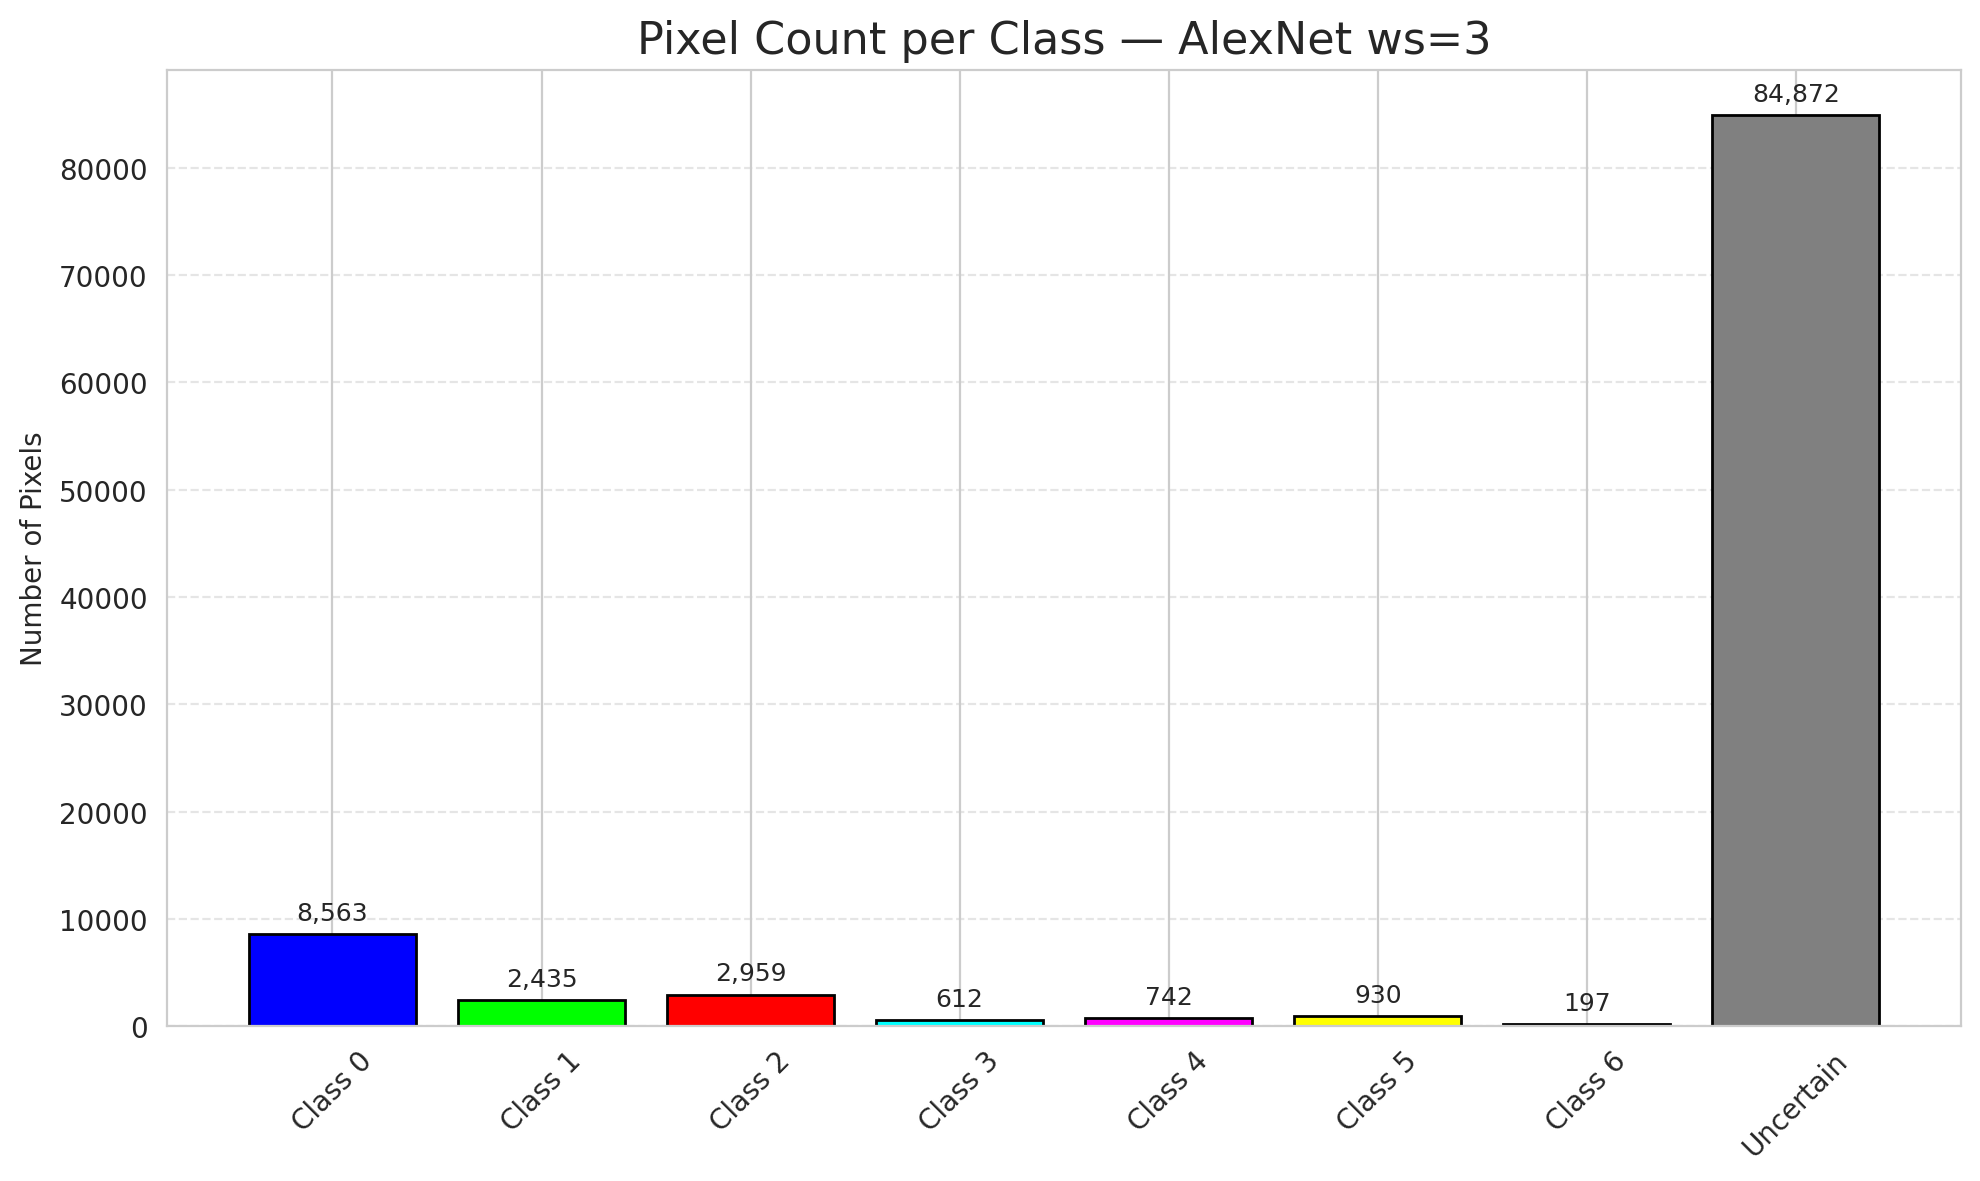 Pixel Count per Class — AlexNet ws=3
Number of Pixels
80000
70000
60000
50000
40000
30000
20000
10000
0
8,563
2,435
2,959
612
742
930
197
84,872
Class 0
Class 1
Class 2
Class 3
Class 4
Class 5
Class 6
Uncertain